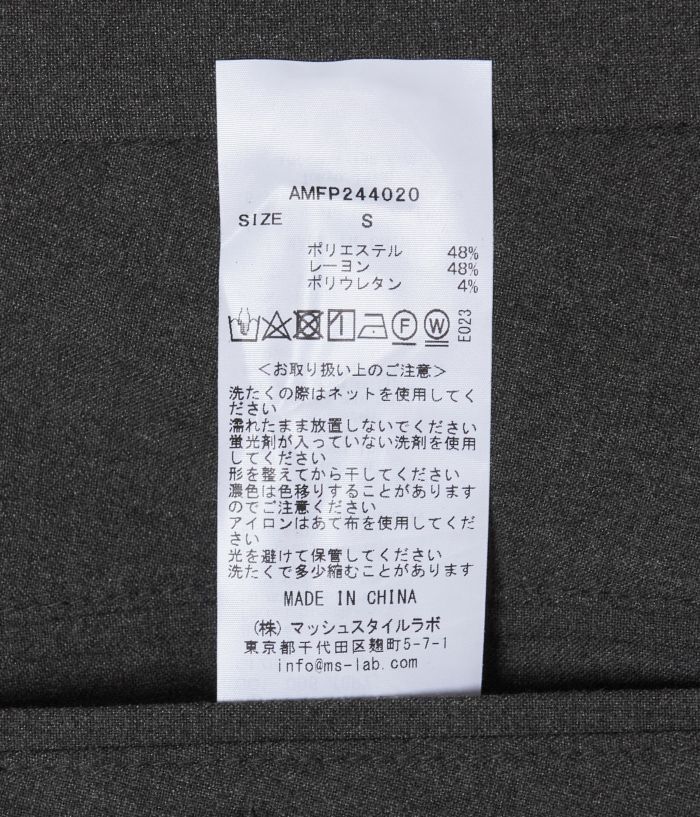 AMFP244020
SIZE S
ポリエステル 48%
レーヨン 48%
ポリウレタン 4%
F W E023
<お取り扱い上のご注意>
洗たくの際はネットを使用してく
ださい
濡れたまま放置しないでください
蛍光剤が入っていない洗剤を使用
してください
形を整えてから干してください
濃色は色移りすることがあります
のでご注意ください
アイロンはあて布を使用してくだ
さい
光を避けて保管してください
洗たくで多少縮むことがあります
MADE IN CHINA
(株) マッシュスタイルラボ
東京都千代田区麹町5-7-1
info@ms-lab.com